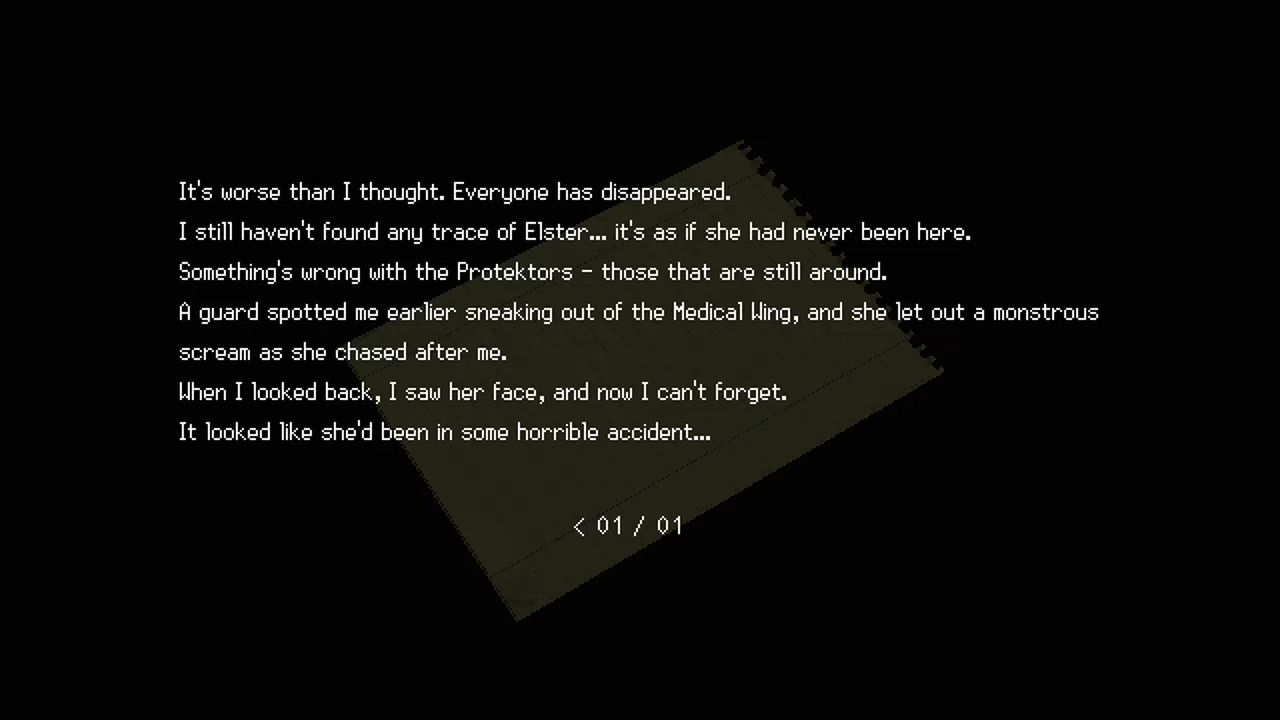 It's worse than I thought. Everyone has disappeared.
I still haven't found any trace of Elster... it's as if she had never been here.
Something's wrong with the Protektors - those that are still around.
A guard spotted me earlier sneaking out of the Medical Wing, and she let out a monstrous
scream as she chased after me.
When I looked back, I saw her face, and now I can't forget.
It looked like she'd been in some horrible accident...
< 01 / 01